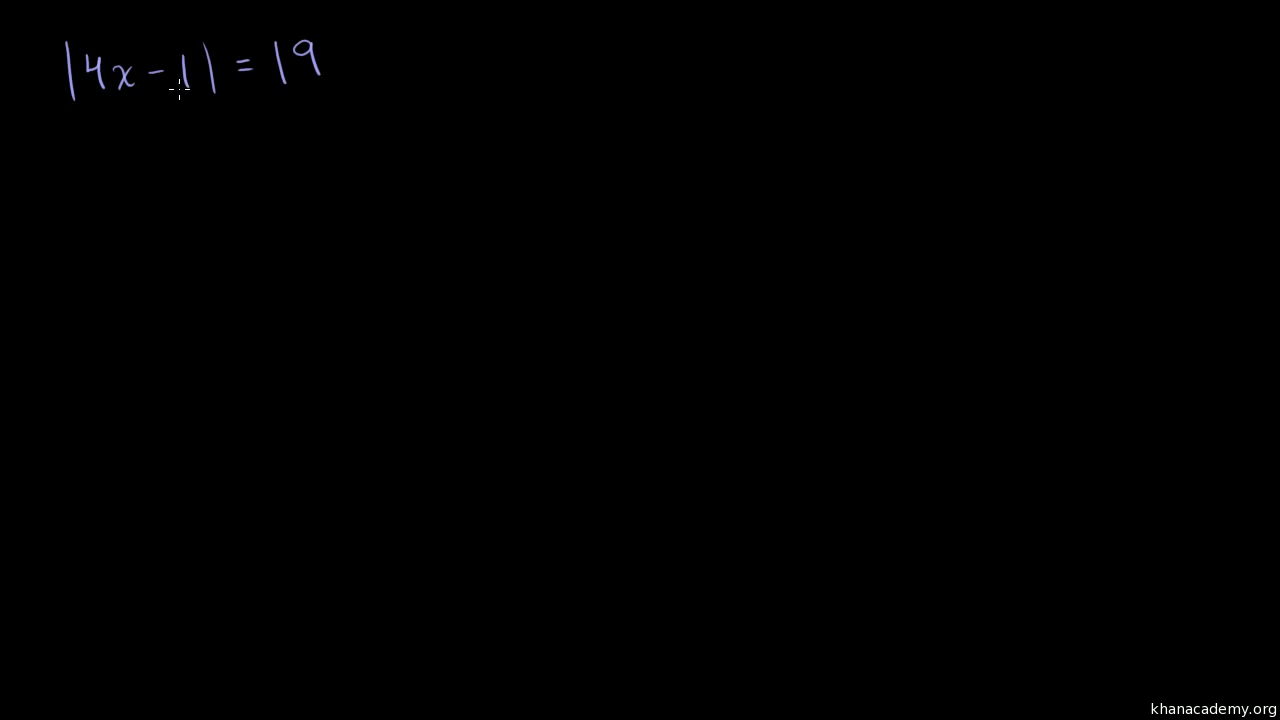 |4x - 1| = 19
khanacademy.org